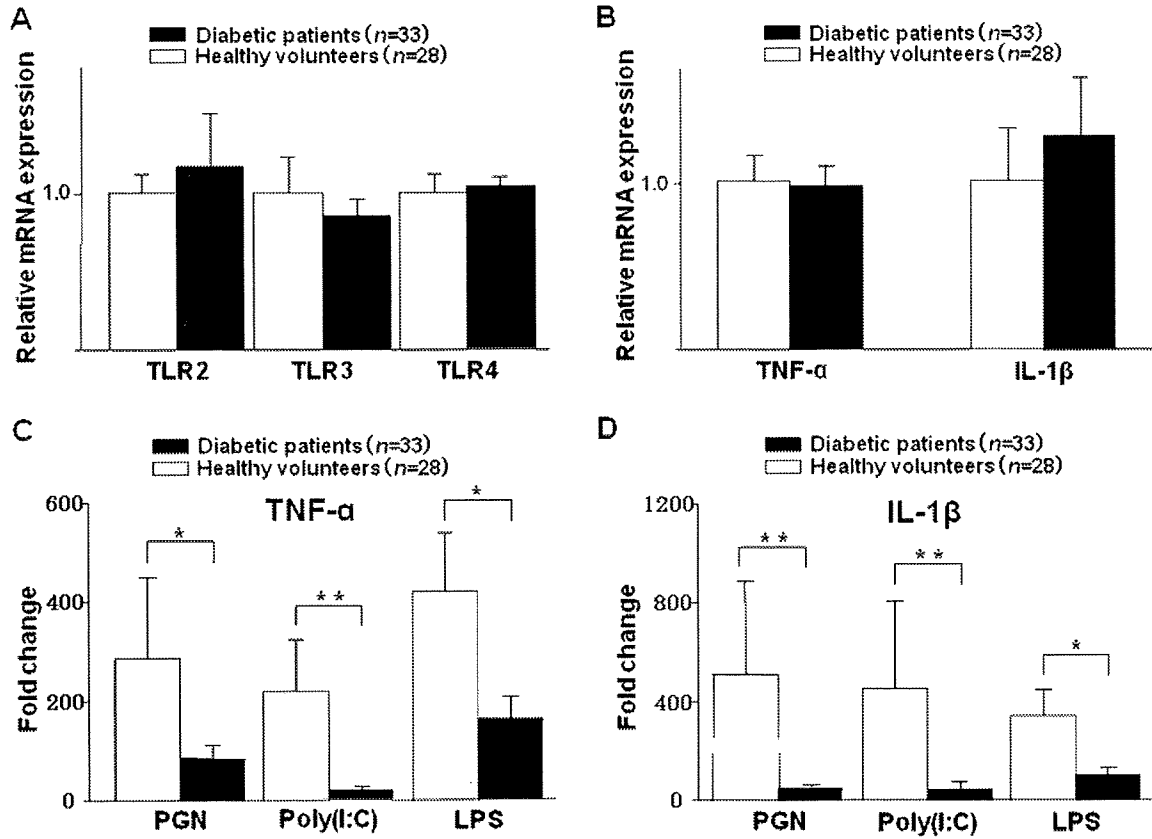 A
Diabetic patients (n=33)
Healthy volunteers (n=28)
Relative mRNA expression
1.0
TLR2 TLR3 TLR4
B
Diabetic patients (n=33)
Healthy volunteers (n=28)
Relative mRNA expression
1.0
TNF-α IL-1β
C
Diabetic patients (n=33)
Healthy volunteers (n=28)
TNF-α
Fold change
600
400
200
0
* ** *
PGN Poly(I:C) LPS
D
Diabetic patients (n=33)
Healthy volunteers (n=28)
IL-1β
Fold change
1200
800
400
0
** ** *
PGN Poly(I:C) LPS